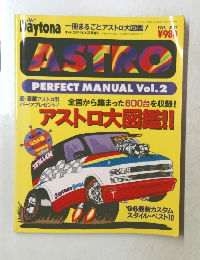 Daytona
一冊まるごとアストロ大図鑑!
¥980
ASTRO
PERFECT MANUAL Vol.2
全国から集まった600台を収録!
アストロ大図鑑!!
'96最新カスタム
スタイル・ベスト10